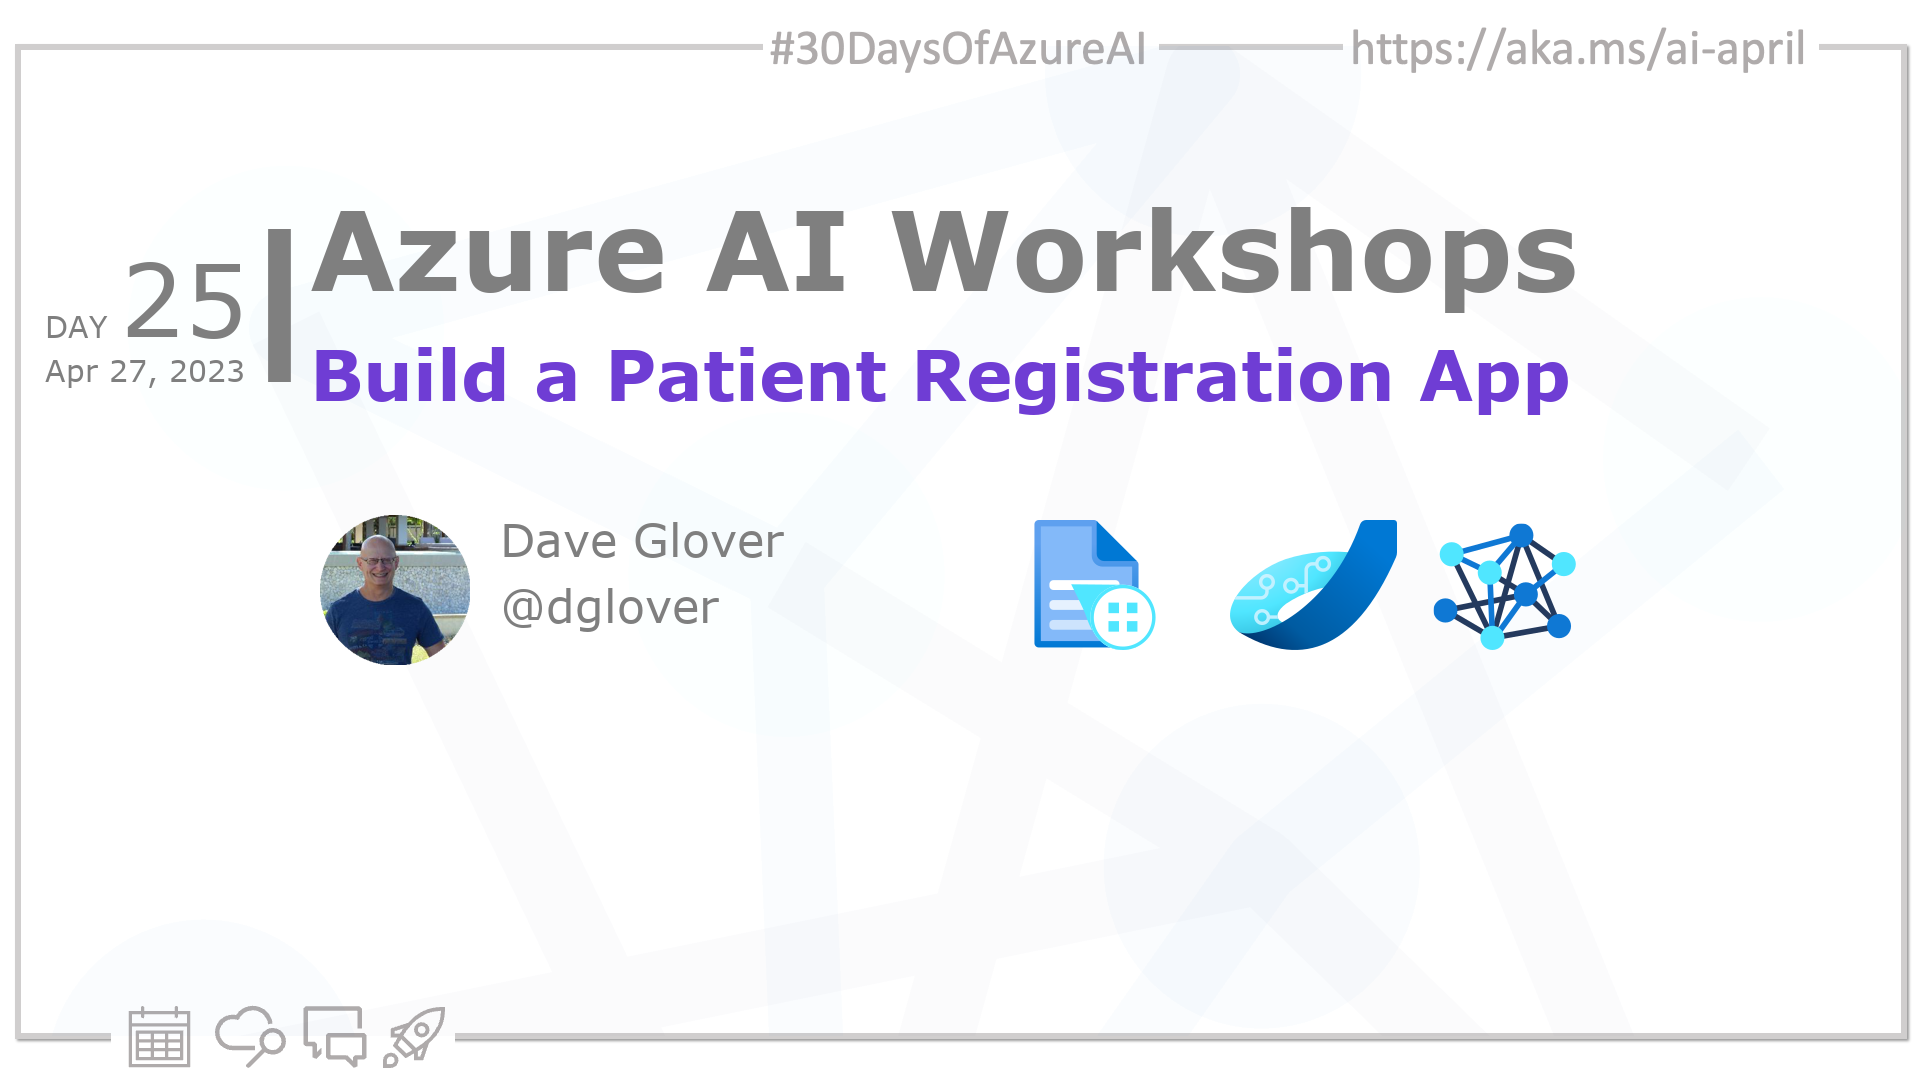 #30DaysOfAzureAI
https://aka.ms/ai-april
Azure AI Workshops
DAY 25
Apr 27, 2023
Build a Patient Registration App
Dave Glover
@dglover